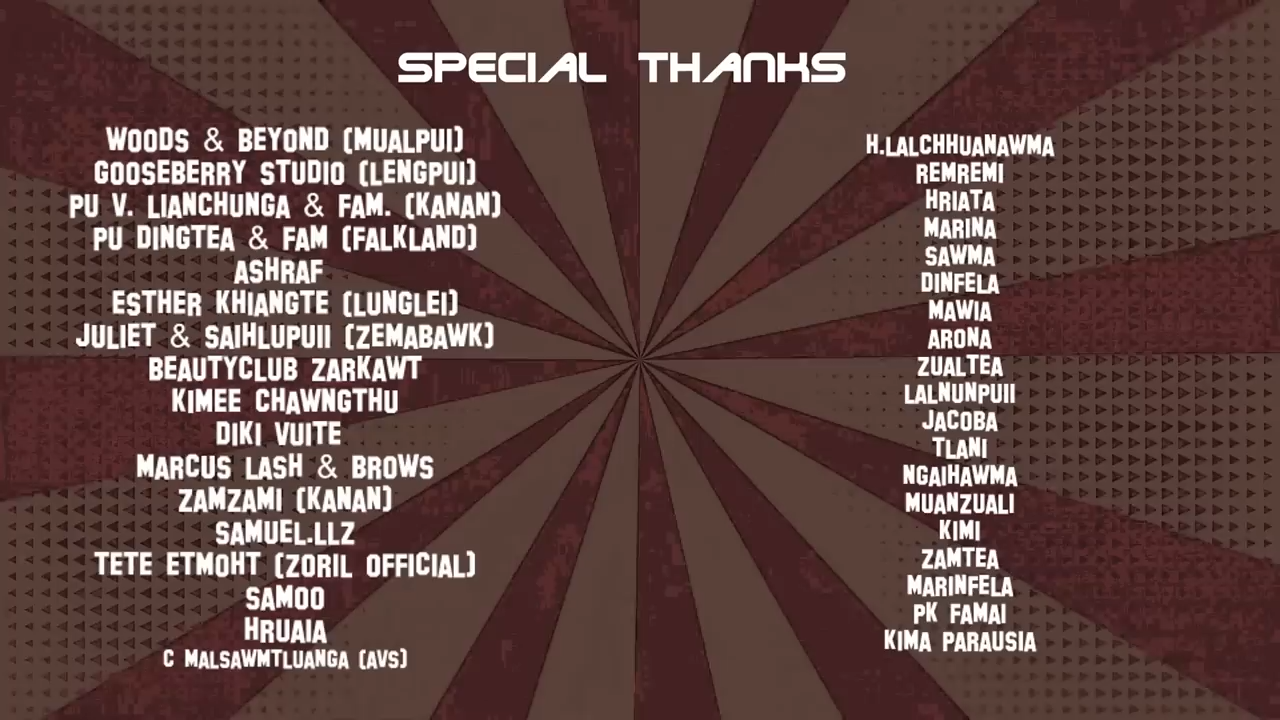 SPECIAL THANKS
WOODS & BEYOND (MUALPUI)
GOOSEBERRY STUDIO (LENGPUI)
PU V. LIANCHUNGA & FAM. (KANAN)
PU DINGTEA & FAM (FALKLAND)
ASHRAF
ESTHER KHIANGTE (LUNGLEI)
JULIET & SAIHLUPUII (ZEMABAWK)
BEAUTYCLUB ZARKAWT
KIMEE CHAWNGTHU
DIKI VUITE
MARCUS LASH & BROWS
ZAMZAMI (KANAN)
SAMUEL.LLZ
TETE ETMOHT (ZORIL OFFICIAL)
SAMOO
HRUAIA
C MALSAWMTLUANGA (AVS)
H.LALCHHUANAWMA
REMREMI
HRIATA
MARINA
SAWMA
DINFELA
MAWIA
ARONA
ZUALTEA
LALNUNPUII
JACOBA
TLANI
NGAIHAWMA
MUANZUALI
KIMI
ZAMTEA
MARINFELA
PK FAMAI
KIMA PARAUSIA